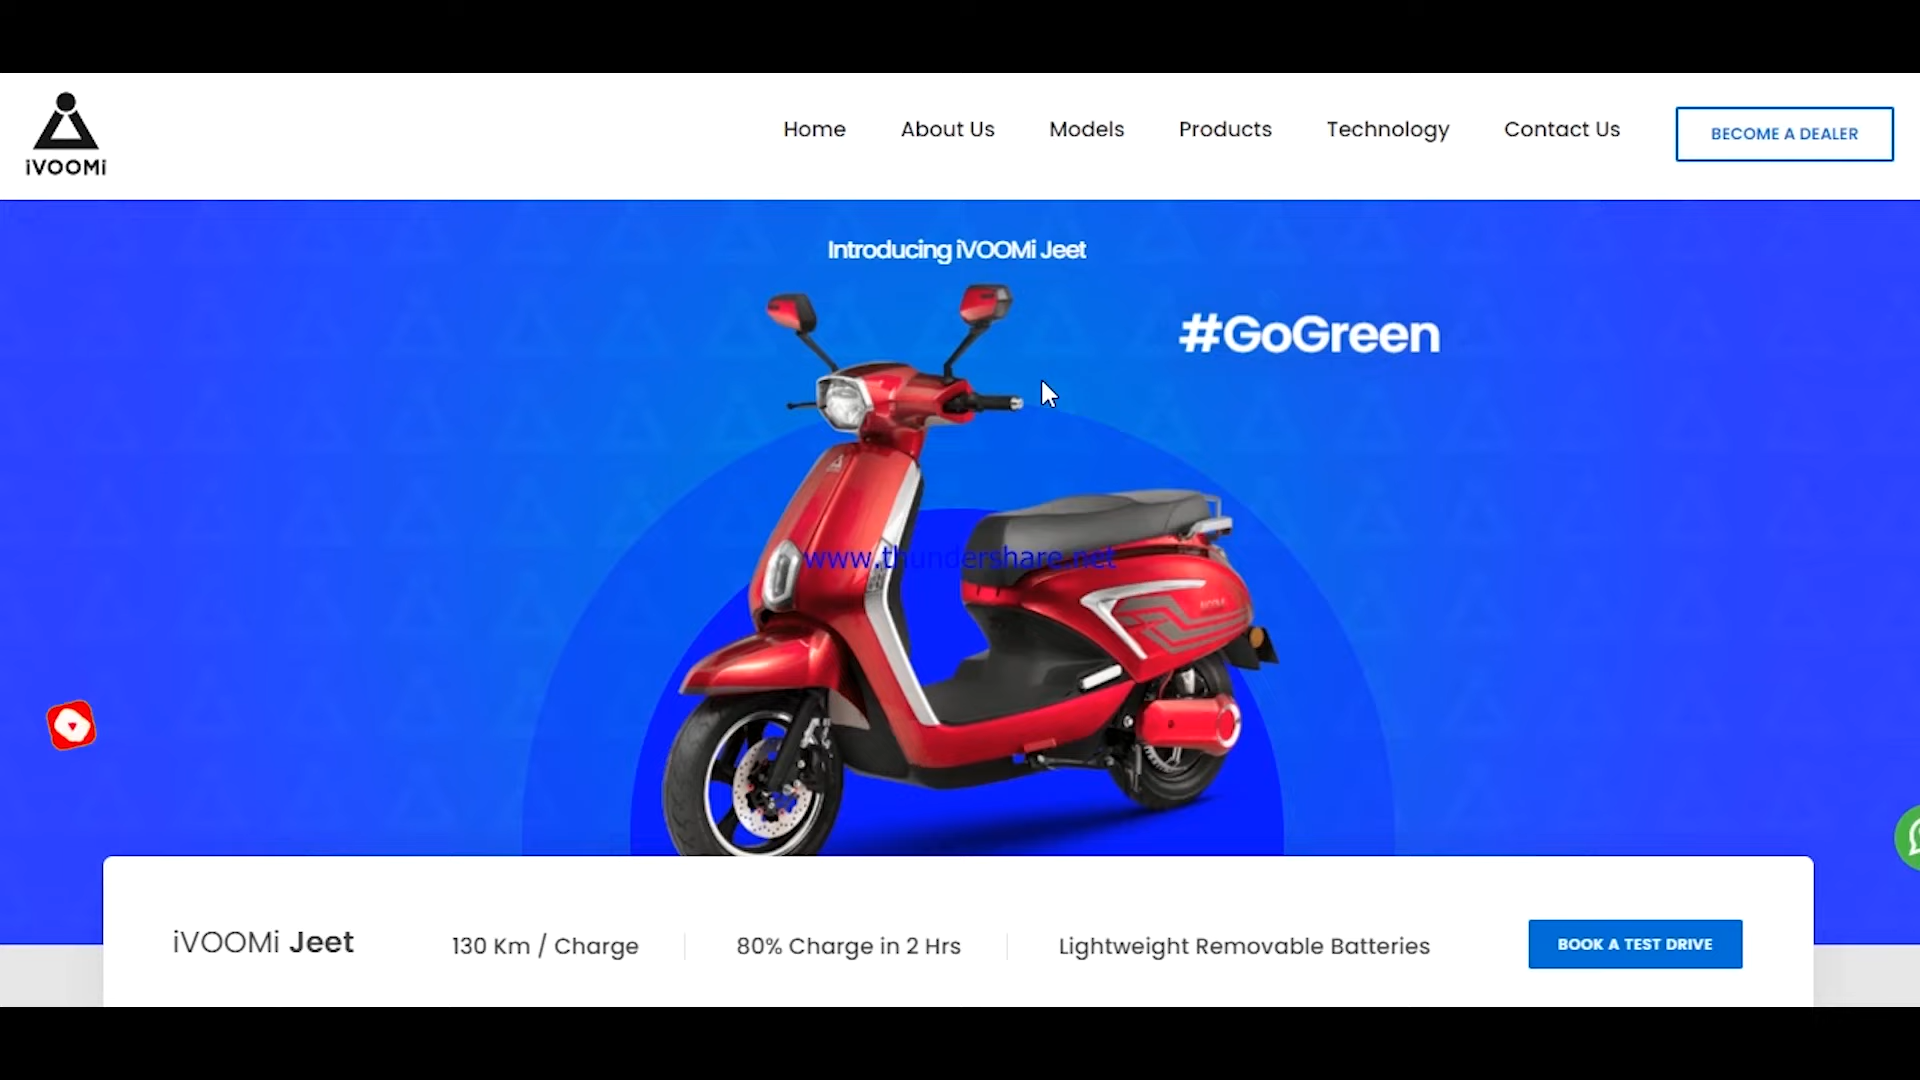 iVOOMi
Home
About Us
Models
Products
Technology
Contact Us
BECOME A DEALER
Introducing iVOOMi Jeet
#GoGreen
www.thundershare.net
iVOOMi Jeet
130 Km / Charge
80% Charge in 2 Hrs
Lightweight Removable Batteries
BOOK A TEST DRIVE